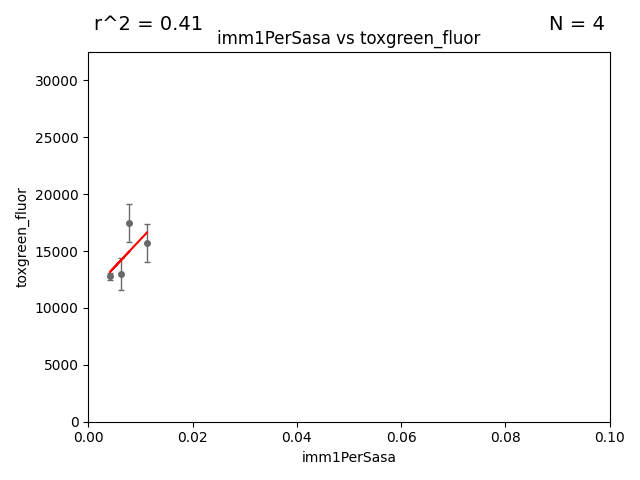 r^2 = 0.41
N = 4
imm1PerSasa vs toxgreen_fluor
30000
25000
20000
15000
10000
5000
0
toxgreen_fluor
0.00 0.02 0.04 0.06 0.08 0.10
imm1PerSasa